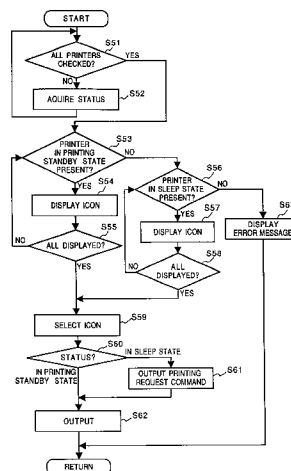 START
S51
ALL PRINTERS
CHECKED?
YES
NO
S52
AQUIRE STATUS
S53
PRINTER
IN PRINTING
STANDBY STATE
PRESENT?
NO
YES
S54
DISPLAY ICON
S55
ALL DISPLAYED?
NO
YES
S56
PRINTER
IN SLEEP STATE
PRESENT?
NO
YES
S57
DISPLAY ICON
S58
ALL
DISPLAYED?
NO
YES
DISPLAY
ERROR MESSAGE
S59
SELECT ICON
S60
STATUS?
IN SLEEP STATE
IN PRINTING
STANDBY STATE
S61
OUTPUT PRINTING
REQUEST COMMAND
S62
OUTPUT
RETURN